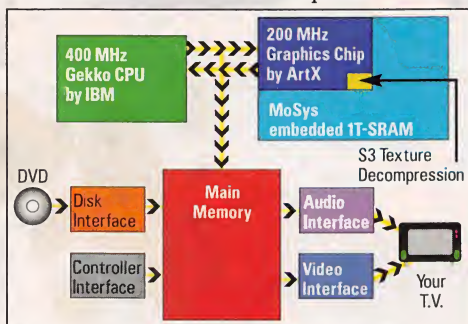 400 MHz
Gekko CPU
by IBM
200 MHz
Graphics Chip
by ArtX
MoSys
embedded 1T-SRAM
S3 Texture
Decompression
DVD
Disk
Interface
Main
Memory
Audio
Interface
Controller
Interface
Video
Interface
Your
T.V.